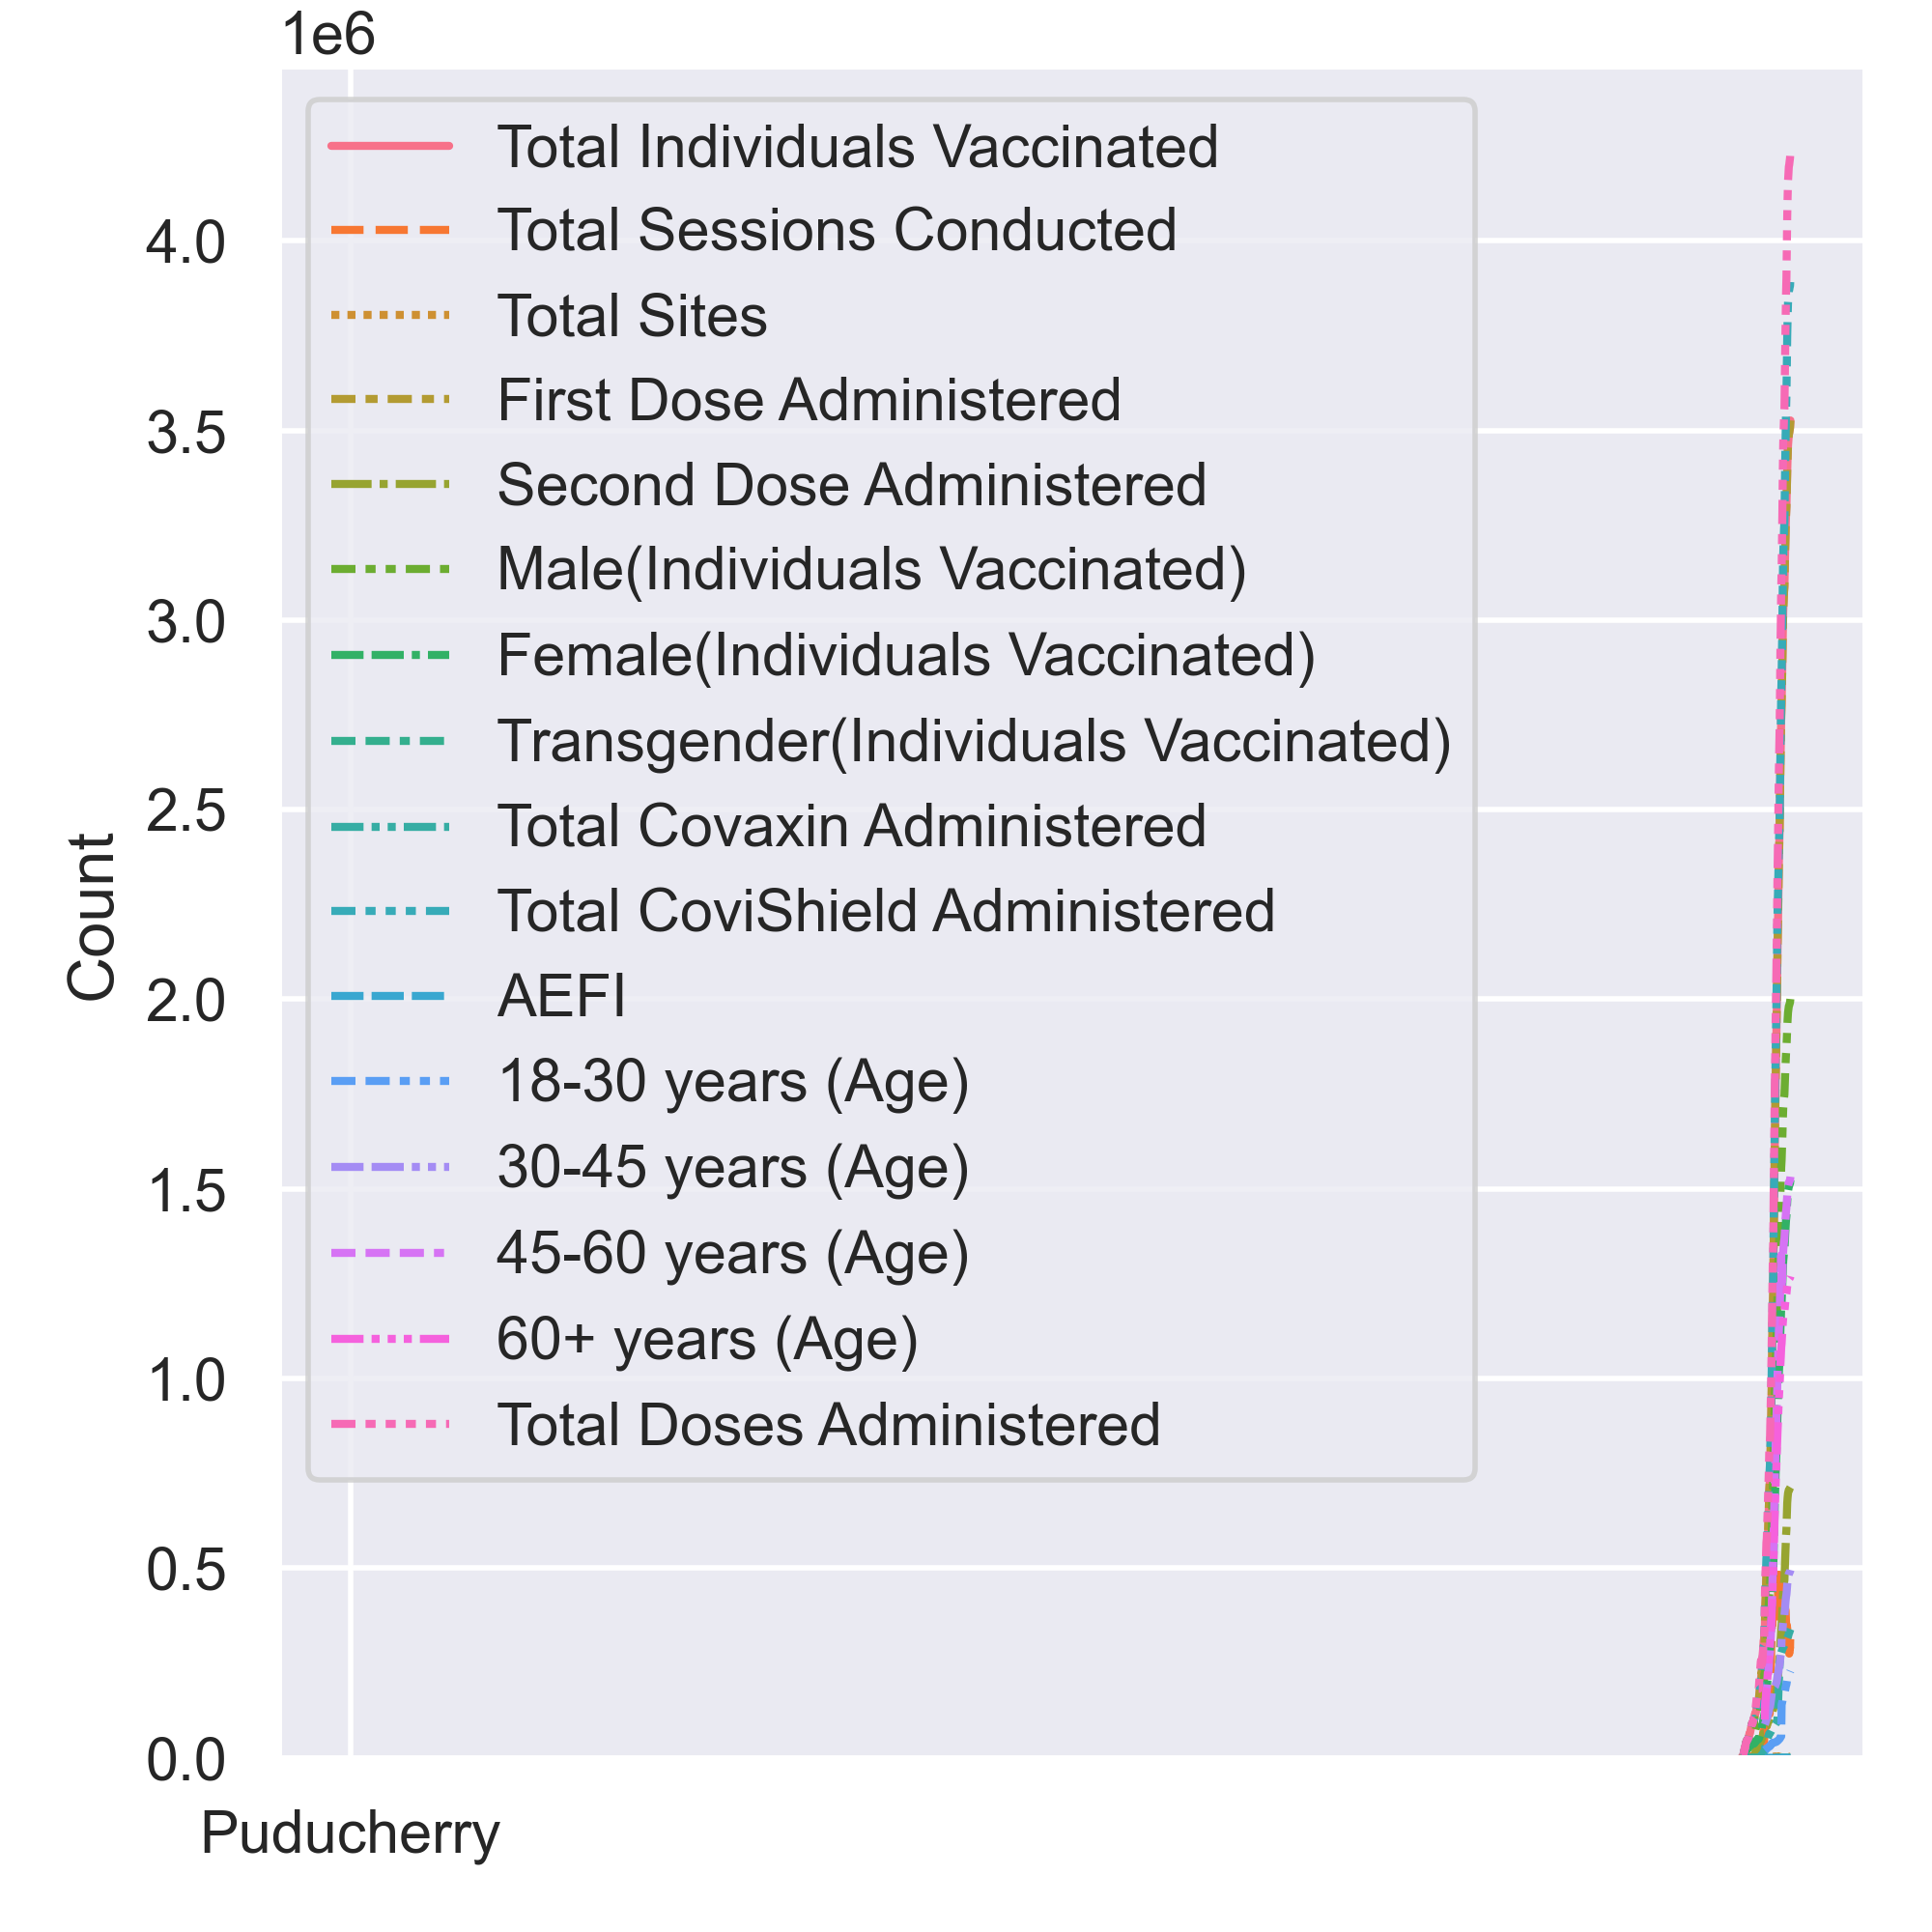 1e6
4.0
3.5
3.0
2.5
2.0
1.5
1.0
0.5
0.0
Count
Total Individuals Vaccinated
Total Sessions Conducted
Total Sites
First Dose Administered
Second Dose Administered
Male(Individuals Vaccinated)
Female(Individuals Vaccinated)
Transgender(Individuals Vaccinated)
Total Covaxin Administered
Total CoviShield Administered
AEFI
18-30 years (Age)
30-45 years (Age)
45-60 years (Age)
60+ years (Age)
Total Doses Administered
Puducherry